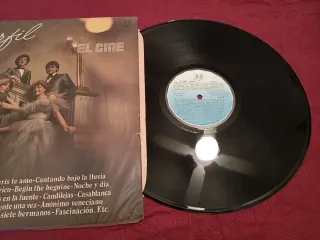 rfil
EL CINE
rís te amo-Cantando bajo la lluvia
rico-Begin the beguine-Noche y día
s en la fuente-Candilejas-Casablanca
ente una vez-Anónimo veneciano
siete hermanos-Fascinación. Etc.